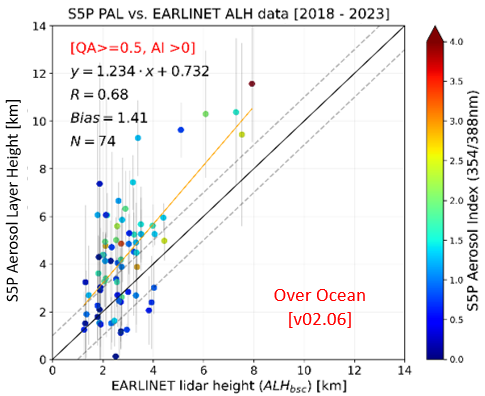 S5P PAL vs. EARLINET ALH data [2018 - 2023]
[QA>=0.5, AI >0]
y = 1.234 · x + 0.732
R = 0.68
Bias = 1.41
N = 74
Over Ocean
[v02.06]
S5P Aerosol Layer Height [km]
14
12
10
8
6
4
2
0
0 2 4 6 8 10 12 14
EARLINET lidar height (ALHbsc) [km]
4.0
3.5
3.0
2.5
2.0
1.5
1.0
0.5
0.0
S5P Aerosol Index (354/388nm)